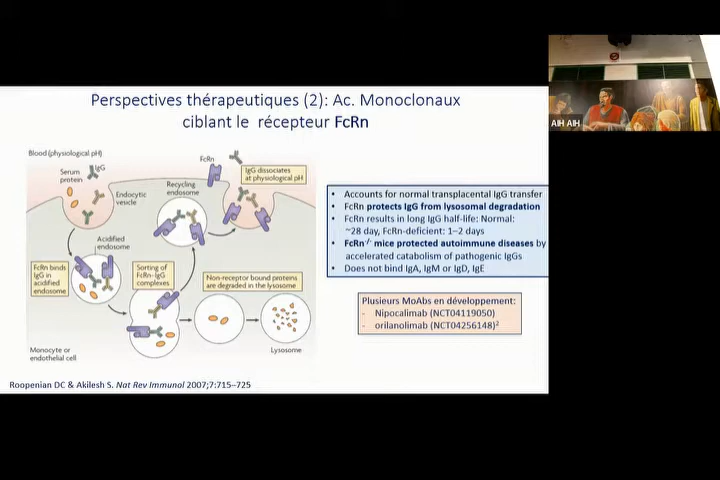 Perspectives thérapeutiques (2): Ac. Monoclonaux
ciblant le récepteur FcRn
Blood (physiological pH)
Serum
protein
IgG
Endocytic
vesicle
Recycling
endosome
FcRn
IgG dissociates
at physiological pH
Acidified
endosome
FcRn binds
IgG in
acidified
endosome
Sorting of
FcRn–IgG
complexes
Non-receptor bound proteins
are degraded in the lysosome
Lysosome
Monocyte or
endothelial cell
Roopenian DC & Akilesh S. Nat Rev Immunol 2007;7:715–725
• Accounts for normal transplacental IgG transfer
• FcRn protects IgG from lysosomal degradation
• FcRn results in long IgG half-life: Normal:
~28 day, FcRn-deficient: 1–2 days
• FcRn-/- mice protected autoimmune diseases by
accelerated catabolism of pathogenic IgGs
• Does not bind IgA, IgM or IgD, IgE
Plusieurs MoAbs en développement:
- Nipocalimab (NCT04119050)
- orilanolimab (NCT04256148)2
AIH AIH